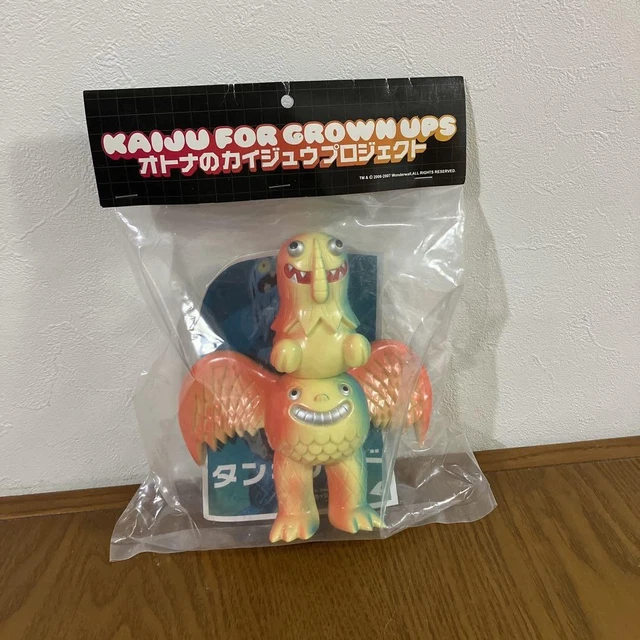 KAIJU FOR GROWN UPS
オトナのカイジュウプロジェクト
TM & © 2006-2007 Wonderwall, ALL RIGHTS RESERVED.
タン